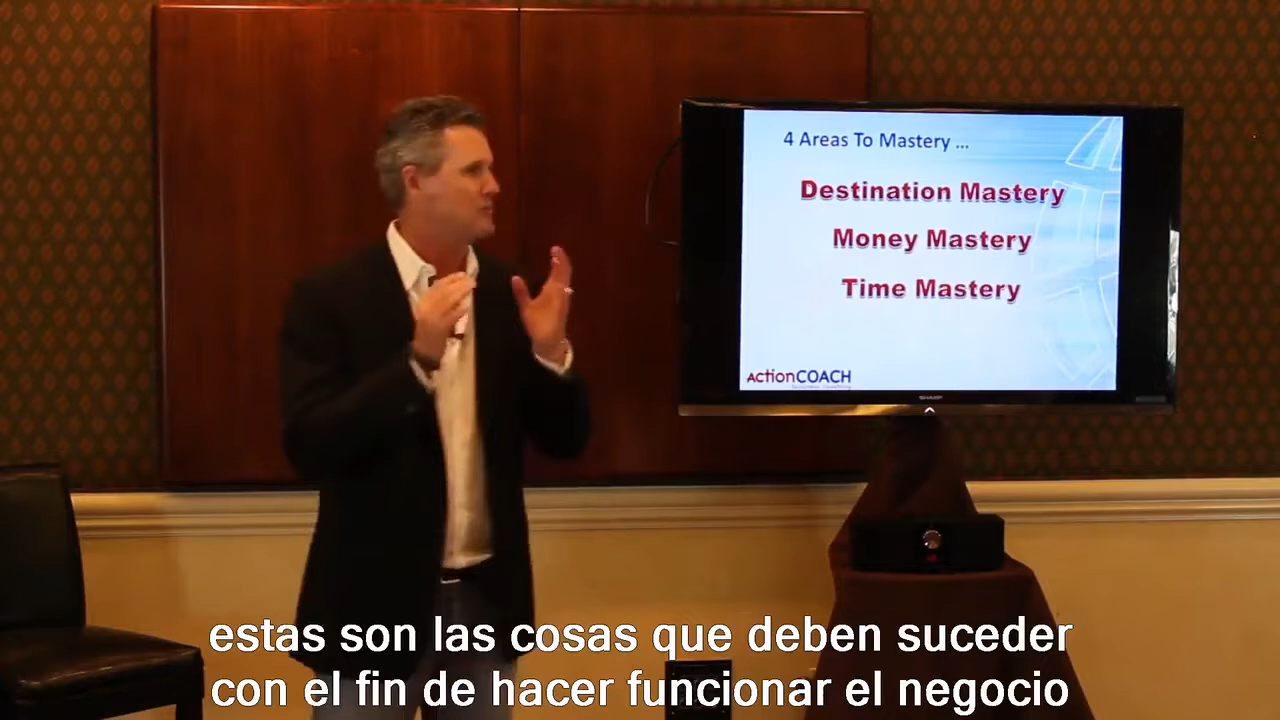 4 Areas To Mastery ...
Destination Mastery
Money Mastery
Time Mastery
ActionCOACH
SHARP
estas son las cosas que deben suceder
con el fin de hacer funcionar el negocio